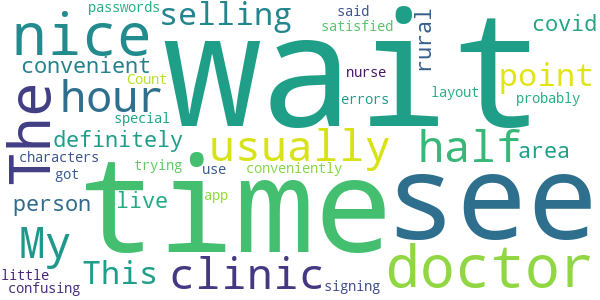 passwords
said
nice
selling
satisfied
rural
covid
wait
convenient
Count
nurse
point
The
hour
errors
layout
probably
special
definitely
usually
half
area
characters
trying
conveniently
got
time
use
see
app
person
live
My
This
clinic
doctor
little
confusing
signing